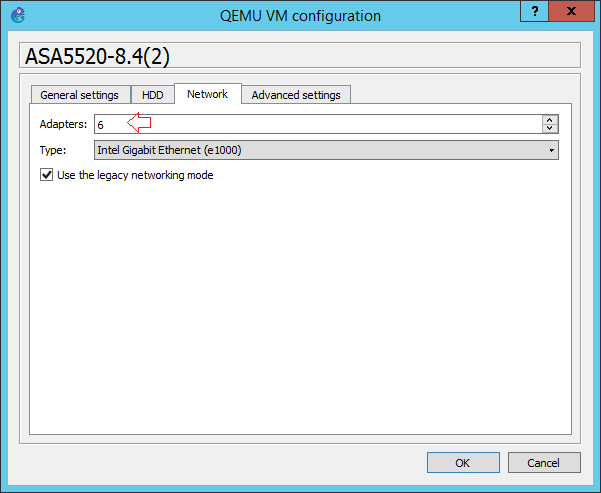 QEMU VM configuration
?
x
ASA5520-8.4(2)
General settings
HDD
Network
Advanced settings
Adapters:
6
Type:
Intel Gigabit Ethernet (e1000)
Use the legacy networking mode
OK
Cancel